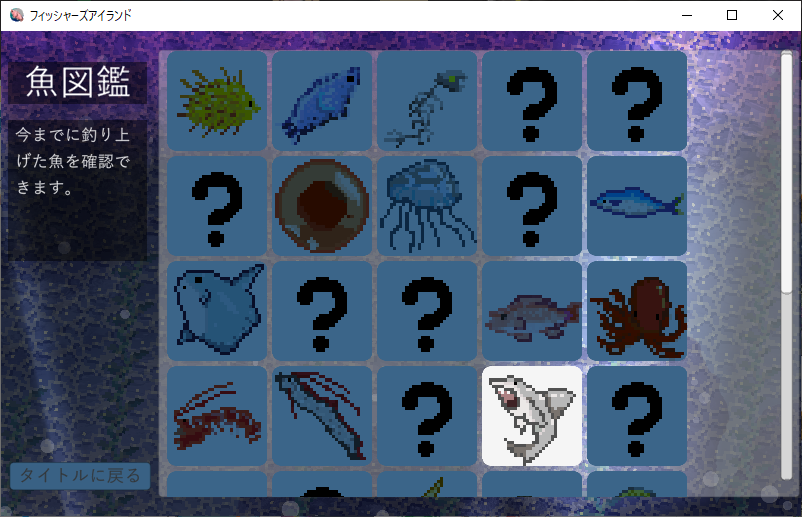 フィッシャーズアイランド
魚図鑑
今までに釣り上
げた魚を確認で
きます。
? ?
? ?
? ?
? ?
タイトルに戻る